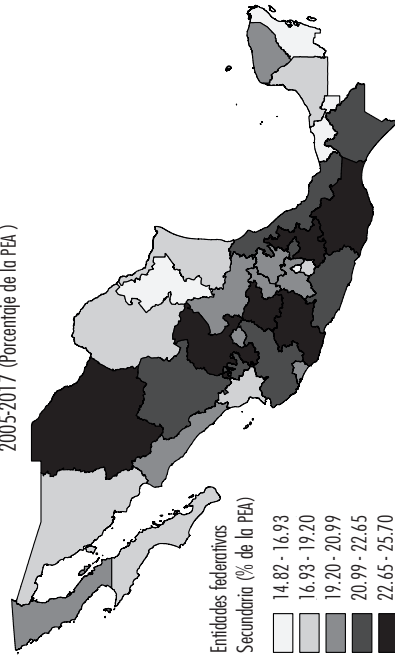 2005-2017 (Porcentaje de la PEA )
Entidades federativas
Secundaria (% de la PEA)
14.82 - 16.93
16.93 - 19.20
19.20 - 20.99
20.99 - 22.65
22.65 - 25.70